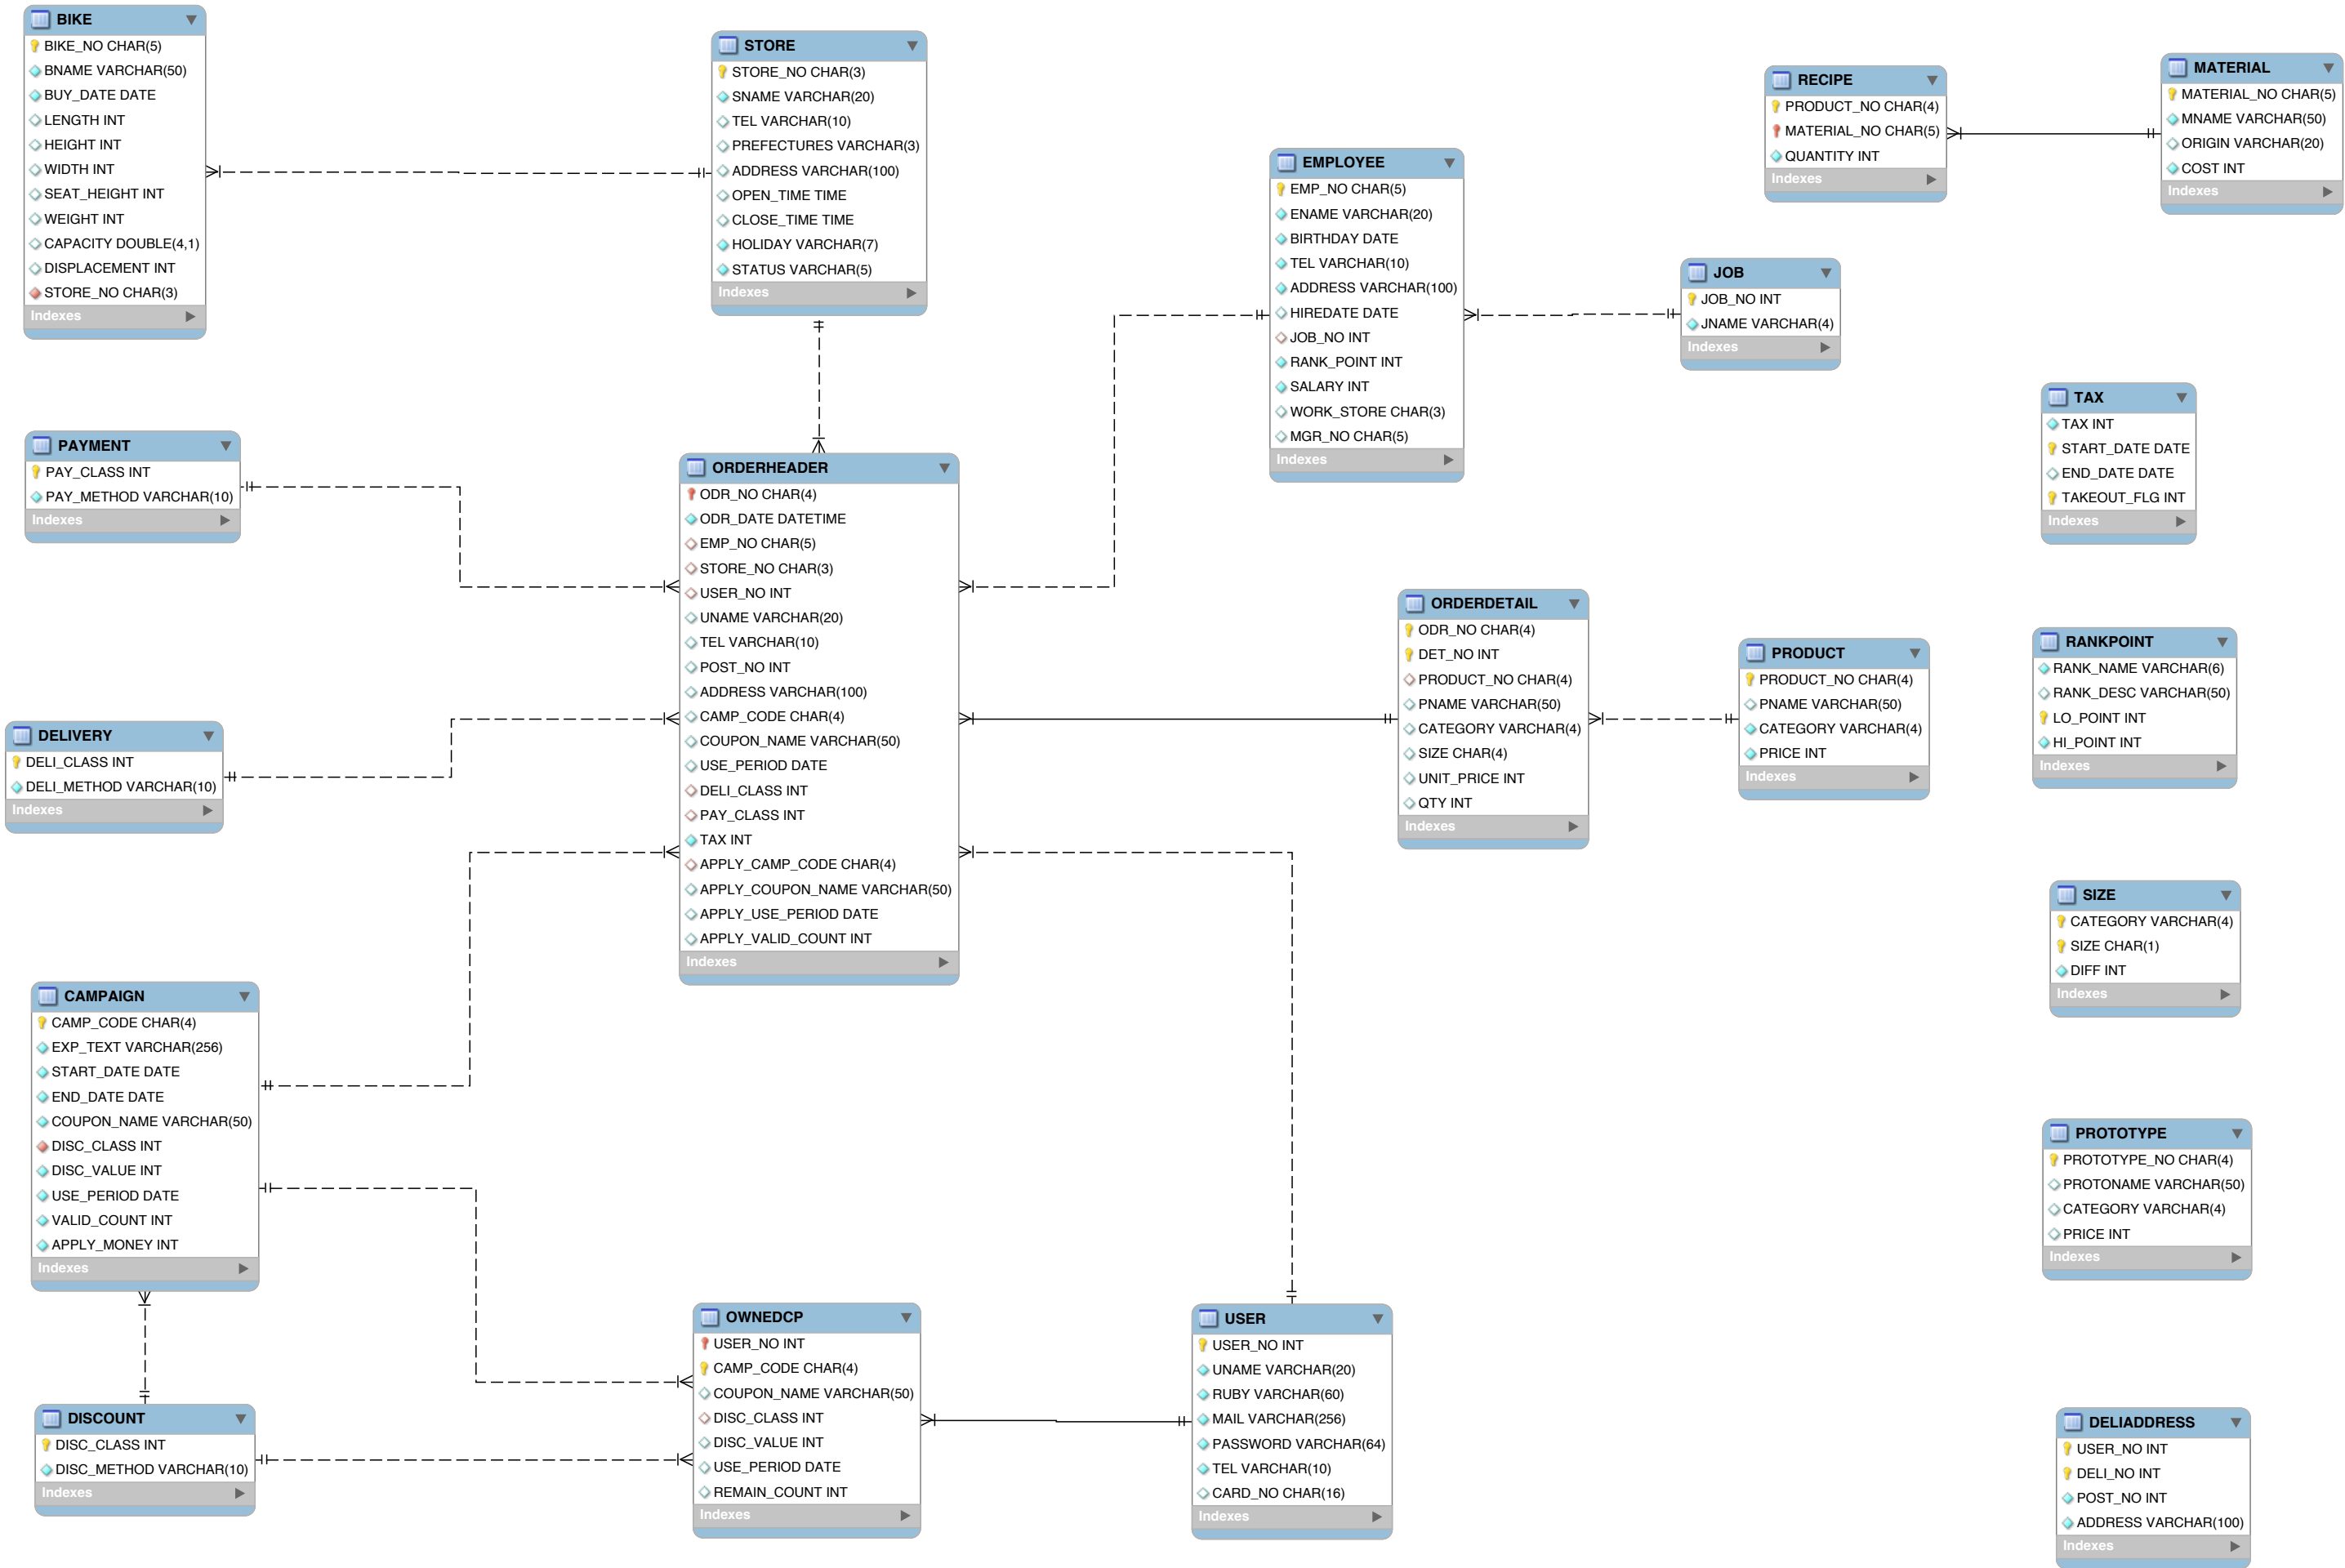 BIKE
BIKE_NO CHAR(5)
BNAME VARCHAR(50)
BUY_DATE DATE
LENGTH INT
HEIGHT INT
WIDTH INT
SEAT_HEIGHT INT
WEIGHT INT
CAPACITY DOUBLE(4,1)
DISPLACEMENT INT
STORE_NO CHAR(3)
Indexes
STORE
STORE_NO CHAR(3)
SNAME VARCHAR(20)
TEL VARCHAR(10)
PREFECTURES VARCHAR(3)
ADDRESS VARCHAR(100)
OPEN_TIME TIME
CLOSE_TIME TIME
HOLIDAY VARCHAR(7)
STATUS VARCHAR(5)
Indexes
RECIPE
PRODUCT_NO CHAR(4)
MATERIAL_NO CHAR(5)
QUANTITY INT
Indexes
MATERIAL
MATERIAL_NO CHAR(5)
MNAME VARCHAR(50)
ORIGIN VARCHAR(20)
COST INT
Indexes
EMPLOYEE
EMP_NO CHAR(5)
ENAME VARCHAR(20)
BIRTHDAY DATE
TEL VARCHAR(10)
ADDRESS VARCHAR(100)
HIREDATE DATE
JOB_NO INT
RANK_POINT INT
SALARY INT
WORK_STORE CHAR(3)
MGR_NO CHAR(5)
Indexes
JOB
JOB_NO INT
JNAME VARCHAR(4)
Indexes
TAX
TAX INT
START_DATE DATE
END_DATE DATE
TAKEOUT_FLG INT
Indexes
PAYMENT
PAY_CLASS INT
PAY_METHOD VARCHAR(10)
Indexes
ORDERHEADER
ODR_NO CHAR(4)
ODR_DATE DATETIME
EMP_NO CHAR(5)
STORE_NO CHAR(3)
USER_NO INT
UNAME VARCHAR(20)
TEL VARCHAR(10)
POST_NO INT
ADDRESS VARCHAR(100)
CAMP_CODE CHAR(4)
COUPON_NAME VARCHAR(50)
USE_PERIOD DATE
DELI_CLASS INT
PAY_CLASS INT
TAX INT
APPLY_CAMP_CODE CHAR(4)
APPLY_COUPON_NAME VARCHAR(50)
APPLY_USE_PERIOD DATE
APPLY_VALID_COUNT INT
Indexes
ORDERDETAIL
ODR_NO CHAR(4)
DET_NO INT
PRODUCT_NO CHAR(4)
PNAME VARCHAR(50)
CATEGORY VARCHAR(4)
SIZE CHAR(4)
UNIT_PRICE INT
QTY INT
Indexes
PRODUCT
PRODUCT_NO CHAR(4)
PNAME VARCHAR(50)
CATEGORY VARCHAR(4)
PRICE INT
Indexes
RANKPOINT
RANK_NAME VARCHAR(6)
RANK_DESC VARCHAR(50)
LO_POINT INT
HI_POINT INT
Indexes
DELIVERY
DELI_CLASS INT
DELI_METHOD VARCHAR(10)
Indexes
SIZE
CATEGORY VARCHAR(4)
SIZE CHAR(1)
DIFF INT
Indexes
CAMPAIGN
CAMP_CODE CHAR(4)
EXP_TEXT VARCHAR(256)
START_DATE DATE
END_DATE DATE
COUPON_NAME VARCHAR(50)
DISC_CLASS INT
DISC_VALUE INT
USE_PERIOD DATE
VALID_COUNT INT
APPLY_MONEY INT
Indexes
PROTOTYPE
PROTOTYPE_NO CHAR(4)
PROTONAME VARCHAR(50)
CATEGORY VARCHAR(4)
PRICE INT
Indexes
DISCOUNT
DISC_CLASS INT
DISC_METHOD VARCHAR(10)
Indexes
OWNEDCP
USER_NO INT
CAMP_CODE CHAR(4)
COUPON_NAME VARCHAR(50)
DISC_CLASS INT
DISC_VALUE INT
USE_PERIOD DATE
REMAIN_COUNT INT
Indexes
USER
USER_NO INT
UNAME VARCHAR(20)
RUBY VARCHAR(60)
MAIL VARCHAR(256)
PASSWORD VARCHAR(64)
TEL VARCHAR(10)
CARD_NO CHAR(16)
Indexes
DELIADDRESS
USER_NO INT
DELI_NO INT
POST_NO INT
ADDRESS VARCHAR(100)
Indexes